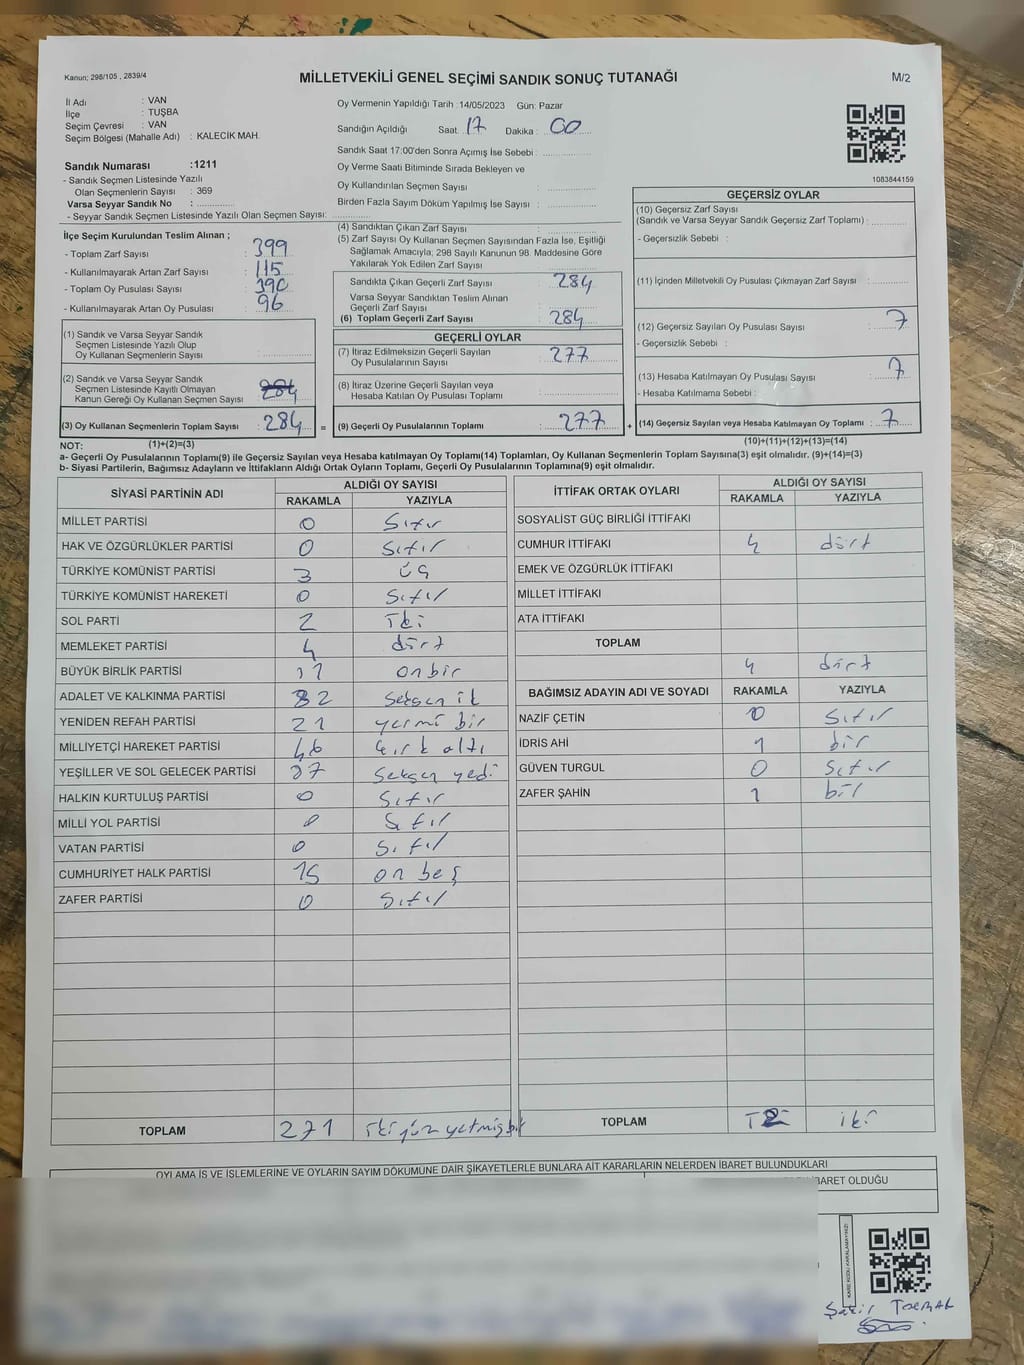 Kanun; 298/105 , 2839/4
MİLLETVEKİLİ GENEL SEÇİMİ SANDIK SONUÇ TUTANAĞI
M/2
İl Adı : VAN
İlçe : TUŞBA
Seçim Çevresi : VAN
Seçim Bölgesi (Mahalle Adı) : KALECİK MAH.
Sandık Numarası :1211
- Sandık Seçmen Listesinde Yazılı
Olan Seçmenlerin Sayısı : 369
Varsa Seyyar Sandık No :
- Seyyar Sandık Seçmen Listesinde Yazılı Olan Seçmen Sayısı:
Oy Vermenin Yapıldığı Tarih :14/05/2023 Gün: Pazar
Sandığın Açıldığı Saat: 17 Dakika : 00
Sandık Saat 17:00'den Sonra Açımış İse Sebebi :
Oy Verme Saati Bitiminde Sırada Bekleyen ve
Oy Kullandırılan Seçmen Sayısı :
Birden Fazla Sayım Döküm Yapılmış İse Sayısı :
1083844159
İlçe Seçim Kurulundan Teslim Alınan ;
- Toplam Zarf Sayısı : 399
- Kullanılmayarak Artan Zarf Sayısı : 115
- Toplam Oy Pusulası Sayısı : 390
- Kullanılmayarak Artan Oy Pusulası : 96
(1) Sandık ve Varsa Seyyar Sandık
Seçmen Listesinde Yazılı Olup
Oy Kullanan Seçmenlerin Sayısı :
(2) Sandık ve Varsa Seyyar Sandık
Seçmen Listesinde Kayıtlı Olmayan
Kanun Gereği Oy Kullanan Seçmen Sayısı : 284
(3) Oy Kullanan Seçmenlerin Toplam Sayısı : 284 =
(4) Sandıktan Çıkan Zarf Sayısı :
(5) Zarf Sayısı Oy Kullanan Seçmen Sayısından Fazla İse, Eşitliği
Sağlamak Amacıyla; 298 Sayılı Kanunun 98. Maddesine Göre
Yakılarak Yok Edilen Zarf Sayısı :
Sandıkta Çıkan Geçerli Zarf Sayısı : 284
Varsa Seyyar Sandıktan Teslim Alınan
Geçerli Zarf Sayısı :
(6) Toplam Geçerli Zarf Sayısı : 284
GEÇERLİ OYLAR
(7) İtiraz Edilmeksizin Geçerli Sayılan
Oy Pusulalarının Sayısı : 277
(8) İtiraz Üzerine Geçerli Sayılan veya
Hesaba Katılan Oy Pusulası Toplamı :
(9) Geçerli Oy Pusulalarının Toplamı : 277 +
GEÇERSİZ OYLAR
(10) Geçersiz Zarf Sayısı
(Sandık ve Varsa Seyyar Sandık Geçersiz Zarf Toplamı) :
- Geçersizlik Sebebi :
(11) İçinden Milletvekili Oy Pusulası Çıkmayan Zarf Sayısı :
(12) Geçersiz Sayılan Oy Pusulası Sayısı : 7
- Geçersizlik Sebebi :
(13) Hesaba Katılmayan Oy Pusulası Sayısı : 7
- Hesaba Katılmama Sebebi :
(14) Geçersiz Sayılan veya Hesaba Katılmayan Oy Toplamı : 7
NOT: (1)+(2)=(3)
(10)+(11)+(12)+(13)=(14)
a- Geçerli Oy Pusulalarının Toplamı(9) ile Geçersiz Sayılan veya Hesaba Katılmayan Oy Toplamı(14) Toplamları, Oy Kullanan Seçmenlerin Toplam Sayısına(3) eşit olmalıdır. (9)+(14)=(3)
b- Siyasi Partilerin, Bağımsız Adayların ve İttifakların Aldığı Ortak Oyların Toplamı, Geçerli Oy Pusulalarının Toplamına(9) eşit olmalıdır.
SİYASİ PARTİNİN ADI
ALDIĞI OY SAYISI
RAKAMLA YAZIYLA
MİLLET PARTİSİ 0 Sıfır
HAK VE ÖZGÜRLÜKLER PARTİSİ 0 Sıfır
TÜRKİYE KOMÜNİST PARTİSİ 3 üç
TÜRKİYE KOMÜNİST HAREKETİ 0 Sıfır
SOL PARTİ 2 İki
MEMLEKET PARTİSİ 4 dört
BÜYÜK BİRLİK PARTİSİ 11 on bir
ADALET VE KALKINMA PARTİSİ 82 Seksen ik
YENİDEN REFAH PARTİSİ 21 yermi bir
MİLLİYETÇİ HAREKET PARTİSİ 46 kırk altı
YEŞİLLER VE SOL GELECEK PARTİSİ 87 Seksen yedi
HALKIN KURTULUŞ PARTİSİ 0 Sıfır
MİLLİ YOL PARTİSİ 0 Sıfıl
VATAN PARTİSİ 0 Sıfıl
CUMHURİYET HALK PARTİSİ 15 on beş
ZAFER PARTİSİ 0 Sıfıl
TOPLAM 271 iki yüz yetmiş bir
İTTİFAK ORTAK OYLARI
ALDIĞI OY SAYISI
RAKAMLA YAZIYLA
SOSYALİST GÜÇ BİRLİĞİ İTTİFAKI
CUMHUR İTTİFAKI 4 dört
EMEK VE ÖZGÜRLÜK İTTİFAKI
MİLLET İTTİFAKI
ATA İTTİFAKI
TOPLAM
4 dört
BAĞIMSIZ ADAYIN ADI VE SOYADI RAKAMLA YAZIYLA
NAZİF ÇETİN 0 Sıfır
İDRİS AHİ 1 bir
GÜVEN TURGUL 0 Sıfır
ZAFER ŞAHİN 1 bir
TOPLAM 2 iki
OYLAMA İŞ VE İŞLEMLERİNE VE OYLARIN SAYIM DÖKÜMÜNE DAİR ŞİKAYETLERLE BUNLARA AİT KARARLARIN NELERDEN İBARET BULUNDUKLARI
İBARET OLDUĞU
KARE KODU KARALAMAYINIZ!
Şakir TOKMAK